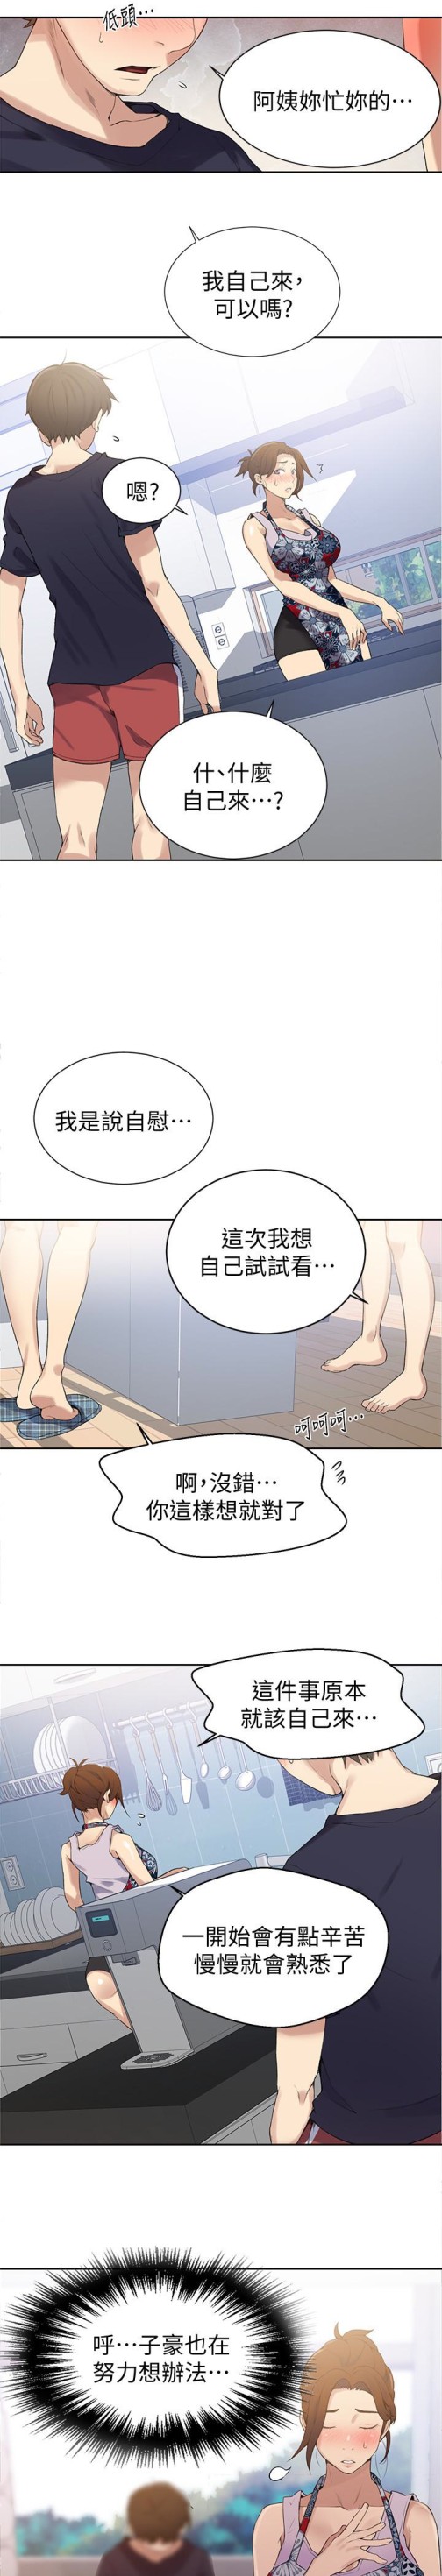 低頭…
阿姨妳忙妳的…
我自己來，
可以嗎？
嗯？
什、什麼
自己來…？
我是說自慰…
這次我想
自己試試看…
呵呵呵…
啊，沒錯…
你這樣想就對了
這件事原本
就該自己來…
一開始會有點辛苦
慢慢就會熟悉了
呼…子豪也在
努力想辦法…